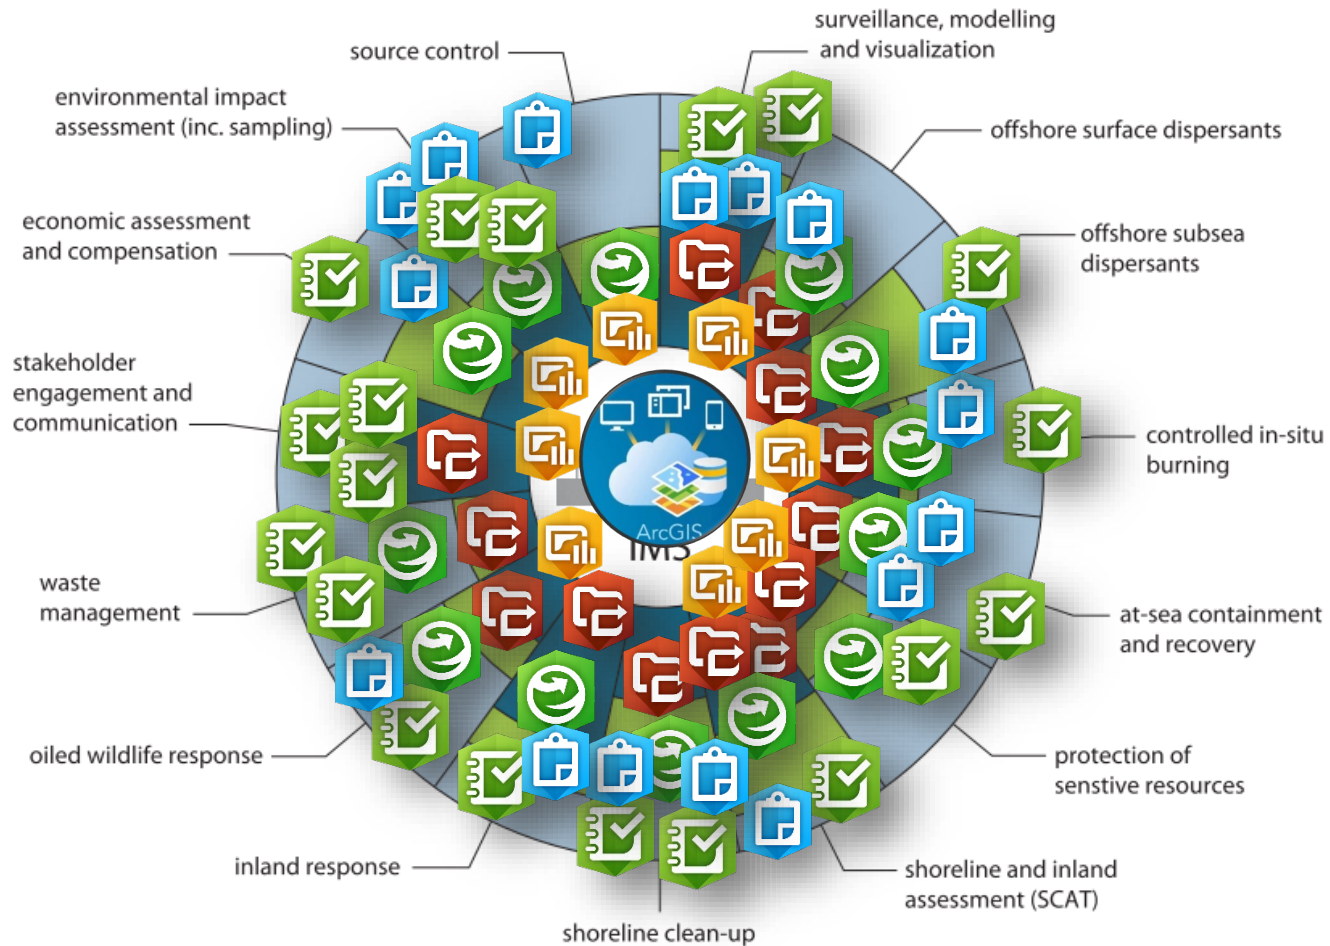 surveillance, modelling
and visualization
source control
environmental impact
assessment (inc. sampling)
offshore surface dispersants
economic assessment
and compensation
offshore subsea
dispersants
stakeholder
engagement and
communication
controlled in-situ
burning
ArcGIS
IMS
waste
management
at-sea containment
and recovery
oiled wildlife response
protection of
senstive resources
inland response
shoreline and inland
assessment (SCAT)
shoreline clean-up